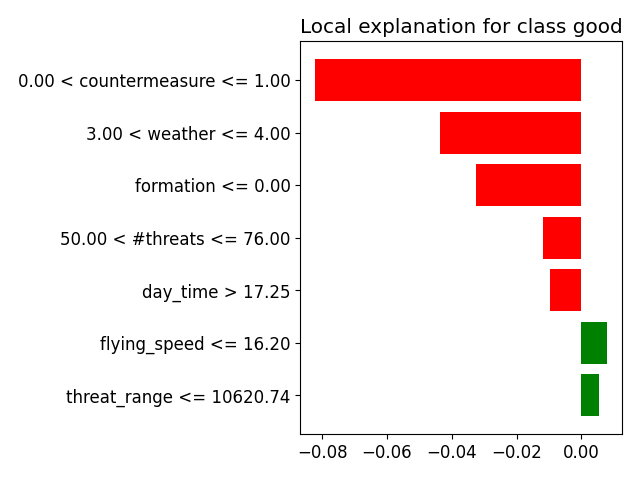 Local explanation for class good
0.00 < countermeasure <= 1.00
3.00 < weather <= 4.00
formation <= 0.00
50.00 < #threats <= 76.00
day_time > 17.25
flying_speed <= 16.20
threat_range <= 10620.74
−0.08 −0.06 −0.04 −0.02 0.00